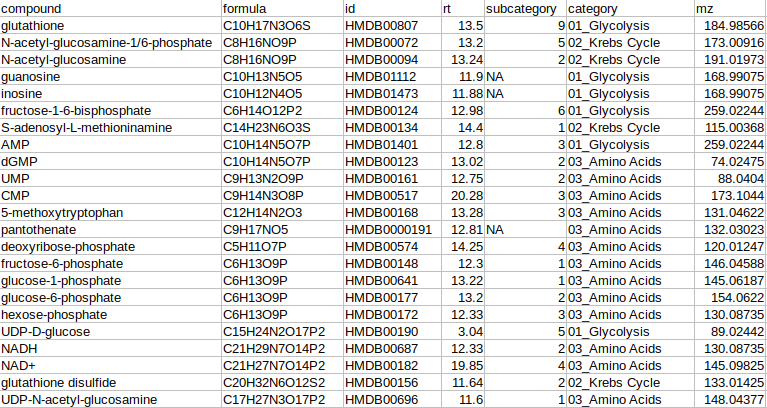 compound formula id rt subcategory category mz
glutathione C10H17N3O6S HMDB00807 13.5 9 01_Glycolysis 184.98566
N-acetyl-glucosamine-1/6-phosphate C8H16NO9P HMDB00072 13.2 5 02_Krebs Cycle 173.00916
N-acetyl-glucosamine C8H16NO9P HMDB00094 13.24 2 02_Krebs Cycle 191.01973
guanosine C10H13N5O5 HMDB01112 11.9 NA 01_Glycolysis 168.99075
inosine C10H12N4O5 HMDB01473 11.88 NA 01_Glycolysis 168.99075
fructose-1-6-bisphosphate C6H14O12P2 HMDB00124 12.98 6 01_Glycolysis 259.02244
S-adenosyl-L-methioninamine C14H23N6O3S HMDB00134 14.4 1 02_Krebs Cycle 115.00368
AMP C10H14N5O7P HMDB01401 12.8 3 01_Glycolysis 259.02244
dGMP C10H14N5O7P HMDB00123 13.02 2 03_Amino Acids 74.02475
UMP C9H13N2O9P HMDB00161 12.75 2 03_Amino Acids 88.0404
CMP C9H14N3O8P HMDB00517 20.28 3 03_Amino Acids 173.1044
5-methoxytryptophan C12H14N2O3 HMDB00168 13.28 3 03_Amino Acids 131.04622
pantothenate C9H17NO5 HMDB0000191 12.81 NA 03_Amino Acids 132.03023
deoxyribose-phosphate C5H11O7P HMDB00574 14.25 4 03_Amino Acids 120.01247
fructose-6-phosphate C6H13O9P HMDB00148 12.3 1 03_Amino Acids 146.04588
glucose-1-phosphate C6H13O9P HMDB00641 13.22 1 03_Amino Acids 145.06187
glucose-6-phosphate C6H13O9P HMDB00177 13.2 2 03_Amino Acids 154.0622
hexose-phosphate C6H13O9P HMDB00172 12.33 3 03_Amino Acids 130.08735
UDP-D-glucose C15H24N2O17P2 HMDB00190 3.04 5 01_Glycolysis 89.02442
NADH C21H29N7O14P2 HMDB00687 12.33 2 03_Amino Acids 130.08735
NAD+ C21H27N7O14P2 HMDB00182 19.85 4 03_Amino Acids 145.09825
glutathione disulfide C20H32N6O12S2 HMDB00156 11.64 2 02_Krebs Cycle 133.01425
UDP-N-acetyl-glucosamine C17H27N3O17P2 HMDB00696 11.6 1 03_Amino Acids 148.04377